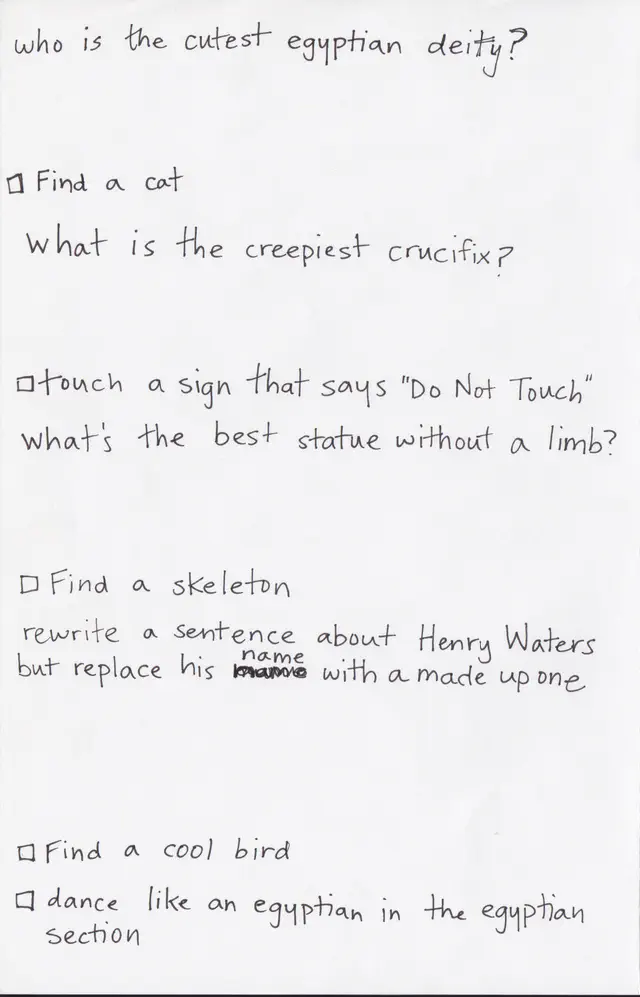 who is the cutest egyptian deity?
Find a cat
What is the creepiest crucifix?
touch a sign that says "Do Not Touch"
what's the best statue without a limb?
Find a skeleton
rewrite a sentence about Henry Waters
but replace his name with a made up one
Find a cool bird
dance like an egyptian in the egyptian
section